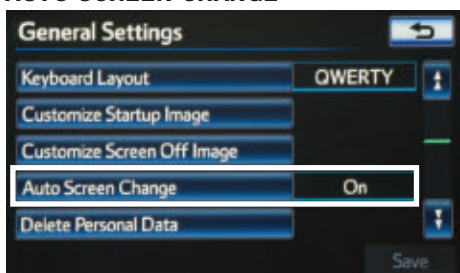 General Settings
Keyboard Layout QWERTY
Customize Startup Image
Customize Screen Off Image
Auto Screen Change On
Delete Personal Data
Save